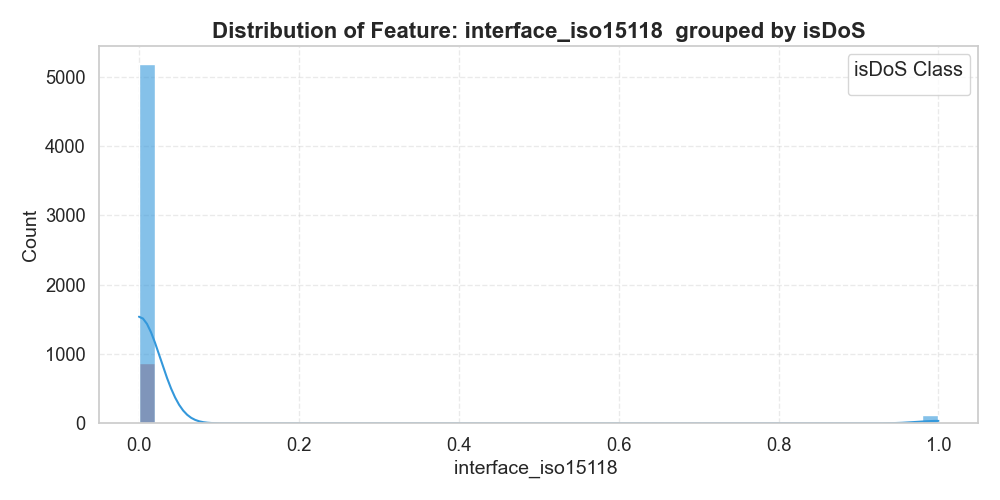 Distribution of Feature: interface_iso15118  grouped by isDoS
isDoS Class
5000
4000
3000
2000
1000
0
Count
0.0 0.2 0.4 0.6 0.8 1.0
interface_iso15118